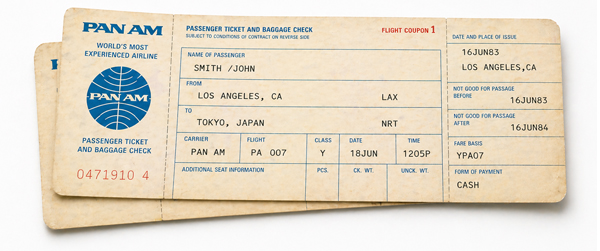 PAN AM
WORLD'S MOST
EXPERIENCED AIRLINE
PAN AM
PASSENGER TICKET
AND BAGGAGE CHECK
0471910 4
PASSENGER TICKET AND BAGGAGE CHECK
SUBJECT TO CONDITIONS OF CONTRACT ON REVERSE SIDE
FLIGHT COUPON 1
NAME OF PASSENGER
SMITH /JOHN
FROM
LOS ANGELES, CA LAX
TO
TOKYO, JAPAN NRT
CARRIER FLIGHT CLASS DATE TIME
PAN AM PA 007 Y 18JUN 1205P
ADDITIONAL SEAT INFORMATION PCS. CK. WT. UNCK. WT.
DATE AND PLACE OF ISSUE
16JUN83
LOS ANGELES,CA
NOT GOOD FOR PASSAGE
BEFORE
16JUN83
NOT GOOD FOR PASSAGE
AFTER
16JUN84
FARE BASIS
YPA07
FORM OF PAYMENT
CASH